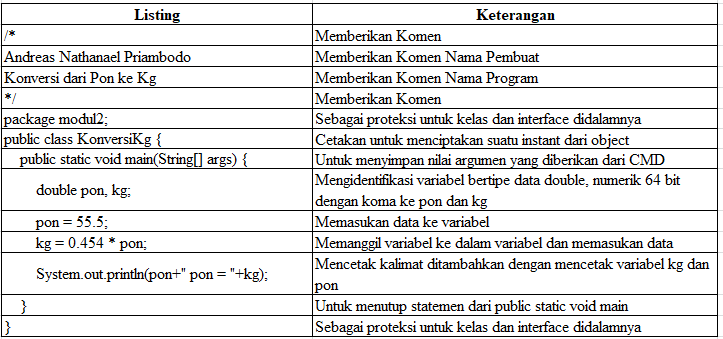 Listing Keterangan
/* Memberikan Komen
Andreas Nathanael Priambodo Memberikan Komen Nama Pembuat
Konversi dari Pon ke Kg Memberikan Komen Nama Program
*/ Memberikan Komen
package modul2; Sebagai proteksi untuk kelas dan interface didalamnya
public class KonversiKg { Cetakan untuk menciptakan suatu instant dari object
public static void main(String[] args) { Untuk menyimpan nilai argumen yang diberikan dari CMD
double pon, kg; Mengidentifikasi variabel bertipe data double, numerik 64 bit
dengan koma ke pon dan kg
pon = 55.5; Memasukan data ke variabel
kg = 0.454 * pon; Memanggil variabel ke dalam variabel dan memasukan data
System.out.println(pon+" pon = "+kg); Mencetak kalimat ditambahkan dengan mencetak variabel kg dan
pon
} Untuk menutup statemen dari public static void main
} Sebagai proteksi untuk kelas dan interface didalamnya